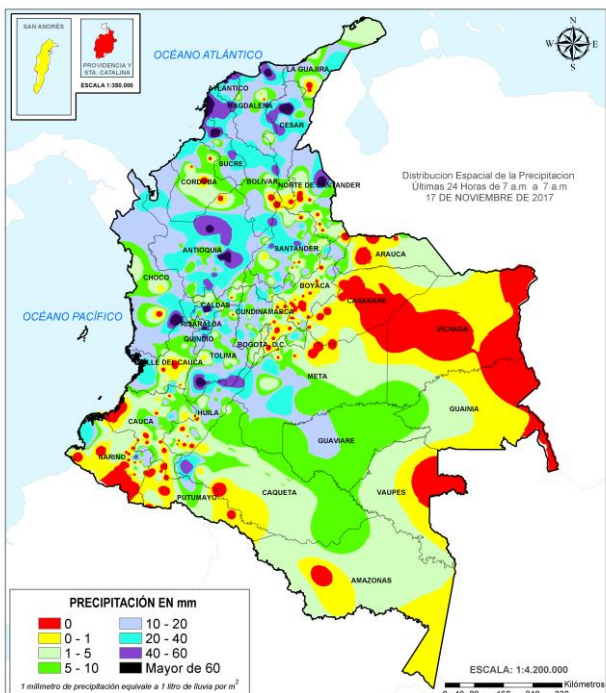 SAN ANDRÉS
PROVIDENCIA Y
STA. CATALINA
ESCALA 1:350.000
OCÉANO ATLÁNTICO
N
W
E
S
LA GUAJIRA
ATLANTICO
MAGDALENA
CESAR
SUCRE
CORDOBA
BOLIVAR
NORTE DE SANTANDER
Distribucion Espacial de la Precipitacion
Últimas 24 Horas de 7 a.m a 7 a.m
17 DE NOVIEMBRE DE 2017
ANTIOQUIA
SANTANDER
ARAUCA
CHOCO
BOYACA
CASANARE
CALDAS
CUNDINAMARCA
VICHADA
OCÉANO PACÍFICO
RISARALDA
QUINDIO
BOGOTA, D.C.
TOLIMA
VALLE DEL CAUCA
META
GUAINIA
HUILA
CAUCA
GUAVIARE
NARIÑO
CAQUETA
VAUPES
PUTUMAYO
AMAZONAS
PRECIPITACIÓN EN mm
0
10 - 20
0 - 1
20 - 40
1 - 5
40 - 60
5 - 10
Mayor de 60
1 milimetro de precipitación equivale a 1 litro de lluvia por m²
ESCALA: 1:4.200.000
Kilómetros